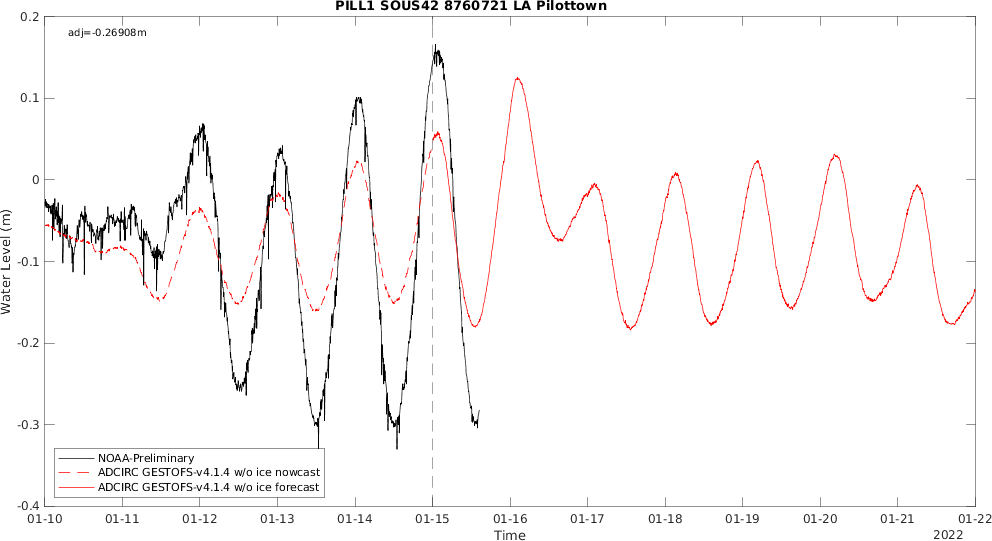 PILL1 SOUS42 8760721 LA Pilottown
adj=-0.26908m
0.2
0.1
0
-0.1
-0.2
-0.3
-0.4
Water Level (m)
NOAA-Preliminary
ADCIRC GESTOFS-v4.1.4 w/o ice nowcast
ADCIRC GESTOFS-v4.1.4 w/o ice forecast
01-10 01-11 01-12 01-13 01-14 01-15 01-16 01-17 01-18 01-19 01-20 01-21 01-22
Time
2022